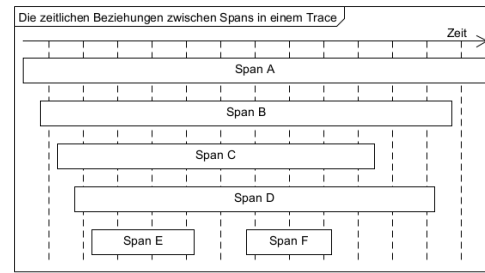 Die zeitlichen Beziehungen zwischen Spans in einem Trace
Zeit
Span A
Span B
Span C
Span D
Span E Span F